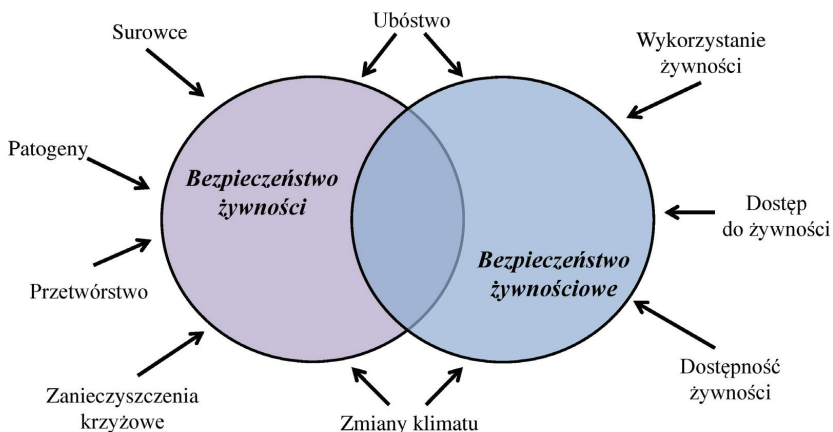 Ubóstwo
Surowce
Wykorzystanie
żywności
Patogeny
Bezpieczeństwo
żywności
Dostęp
do żywności
Bezpieczeństwo
żywnościowe
Przetwórstwo
Dostępność
żywności
Zanieczyszczenia
krzyżowe
Zmiany klimatu